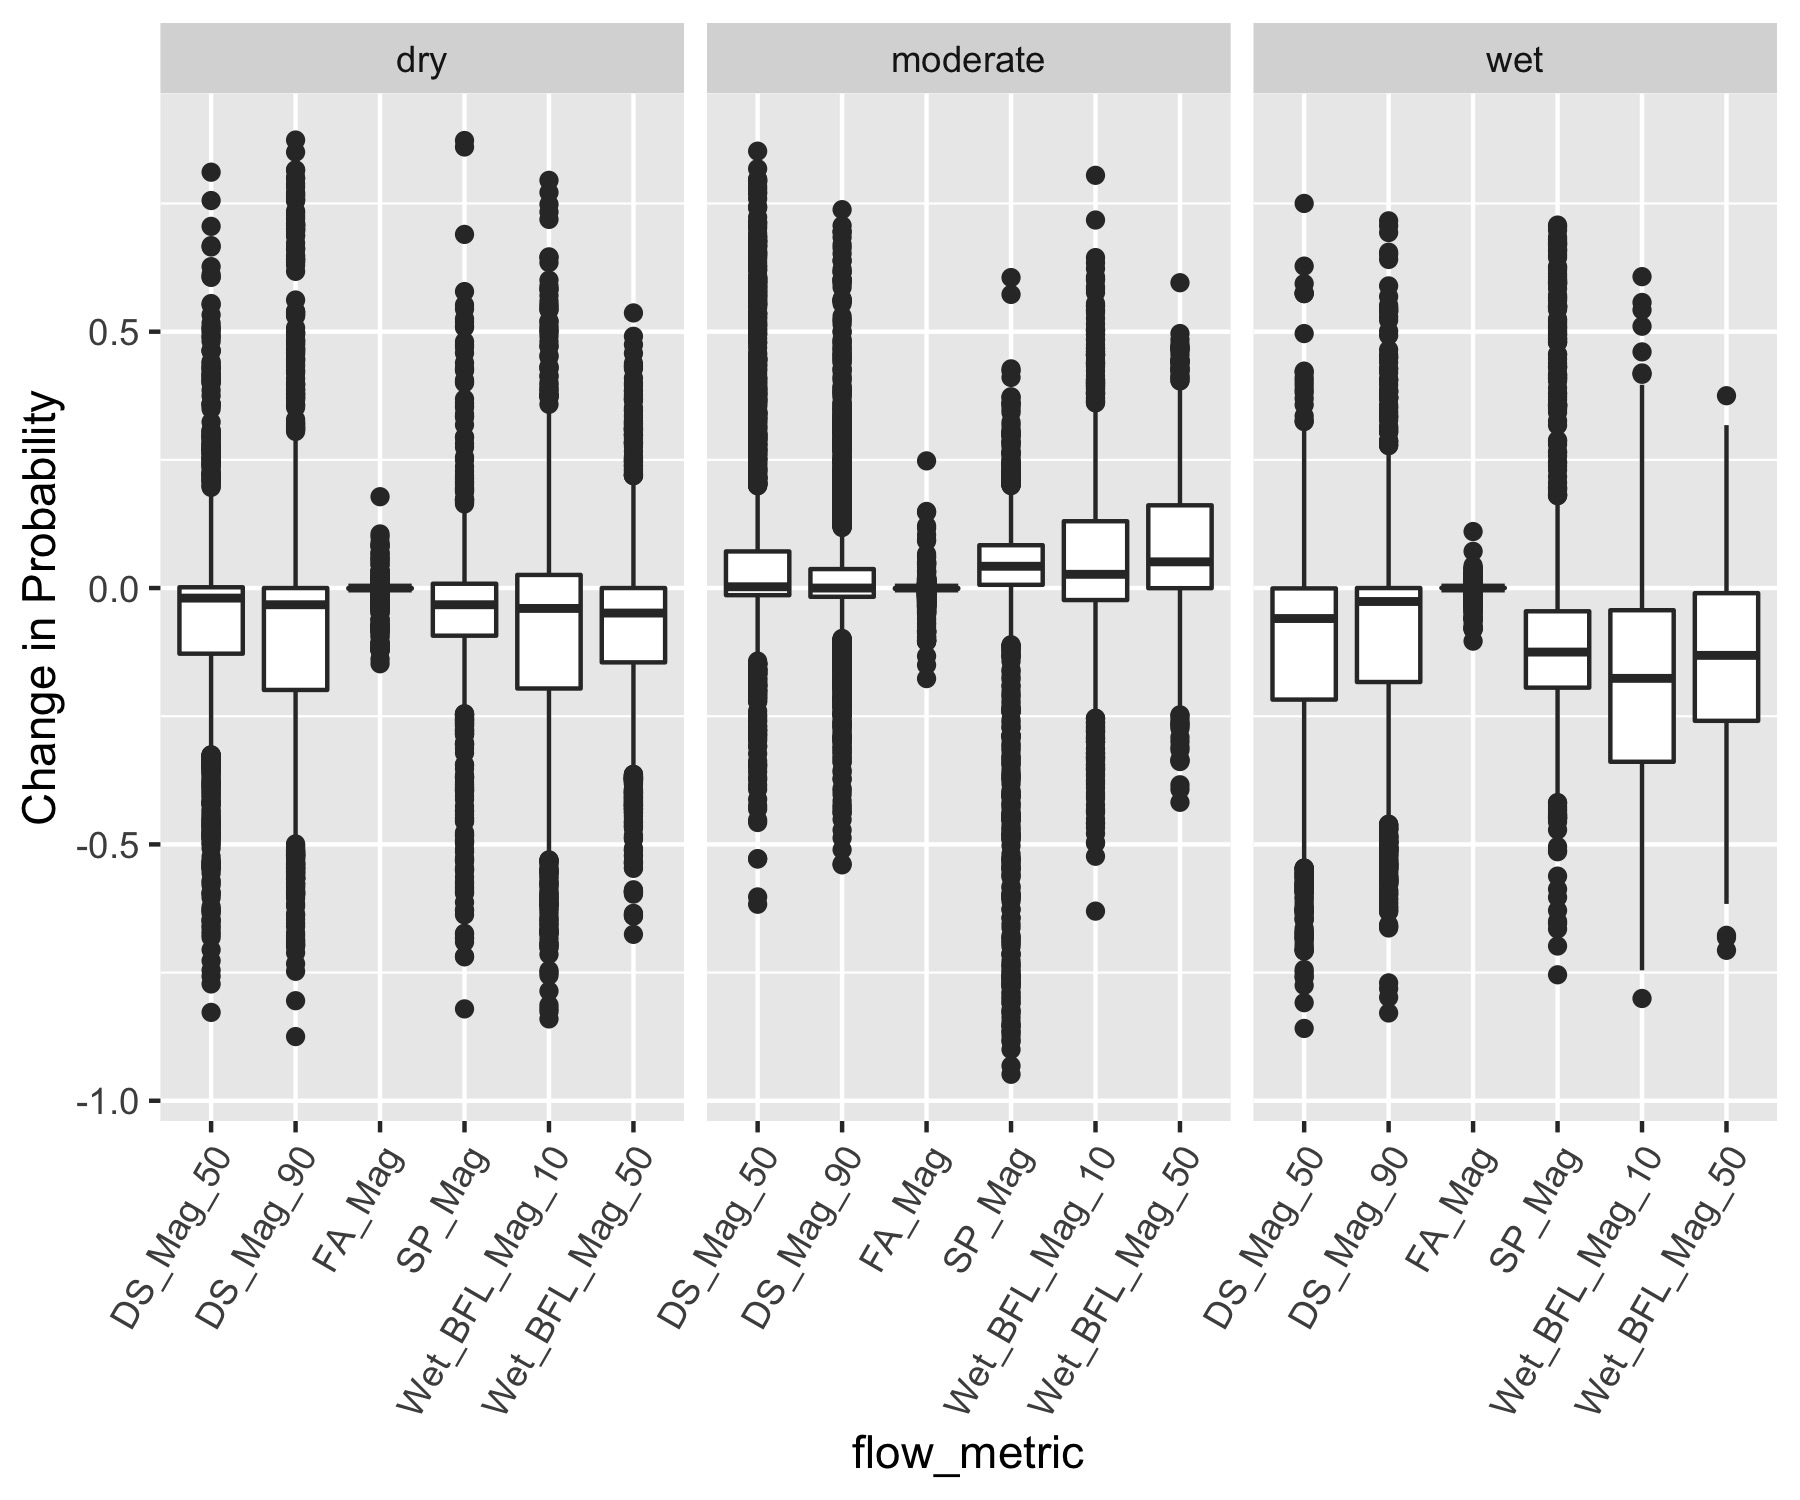 dry
moderate
wet
Change in Probability
0.5
0.0
-0.5
-1.0
DS_Mag_50
DS_Mag_90
FA_Mag
SP_Mag
Wet_BFL_Mag_10
Wet_BFL_Mag_50
DS_Mag_50
DS_Mag_90
FA_Mag
SP_Mag
Wet_BFL_Mag_10
Wet_BFL_Mag_50
DS_Mag_50
DS_Mag_90
FA_Mag
SP_Mag
Wet_BFL_Mag_10
Wet_BFL_Mag_50
flow_metric